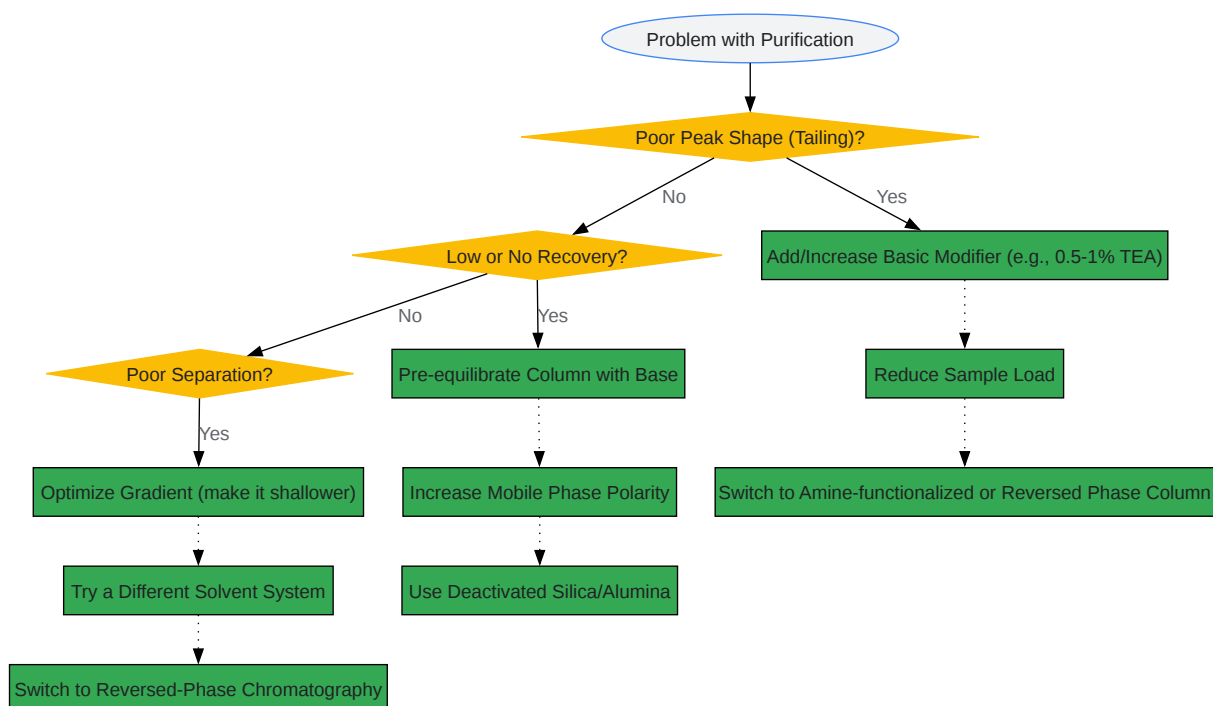 Problem with Purification
Poor Peak Shape (Tailing)?
No
Yes
Low or No Recovery?
Add/Increase Basic Modifier (e.g., 0.5-1% TEA)
No
Yes
Poor Separation?
Pre-equilibrate Column with Base
Reduce Sample Load
Yes
Optimize Gradient (make it shallower)
Increase Mobile Phase Polarity
Switch to Amine-functionalized or Reversed Phase Column
Try a Different Solvent System
Use Deactivated Silica/Alumina
Switch to Reversed-Phase Chromatography